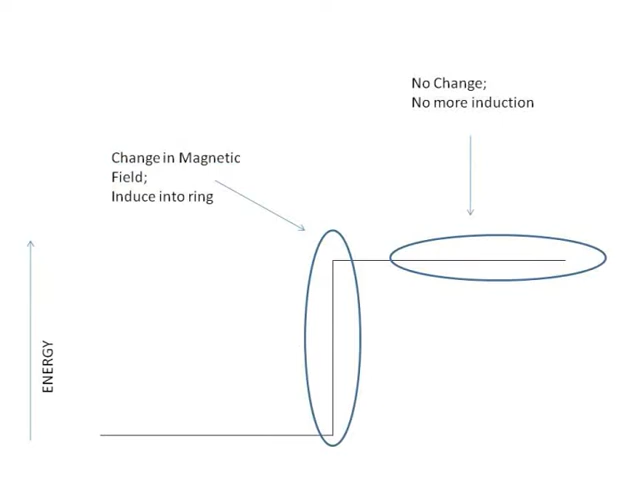 No Change;
No more induction
Change in Magnetic
Field;
Induce into ring
ENERGY